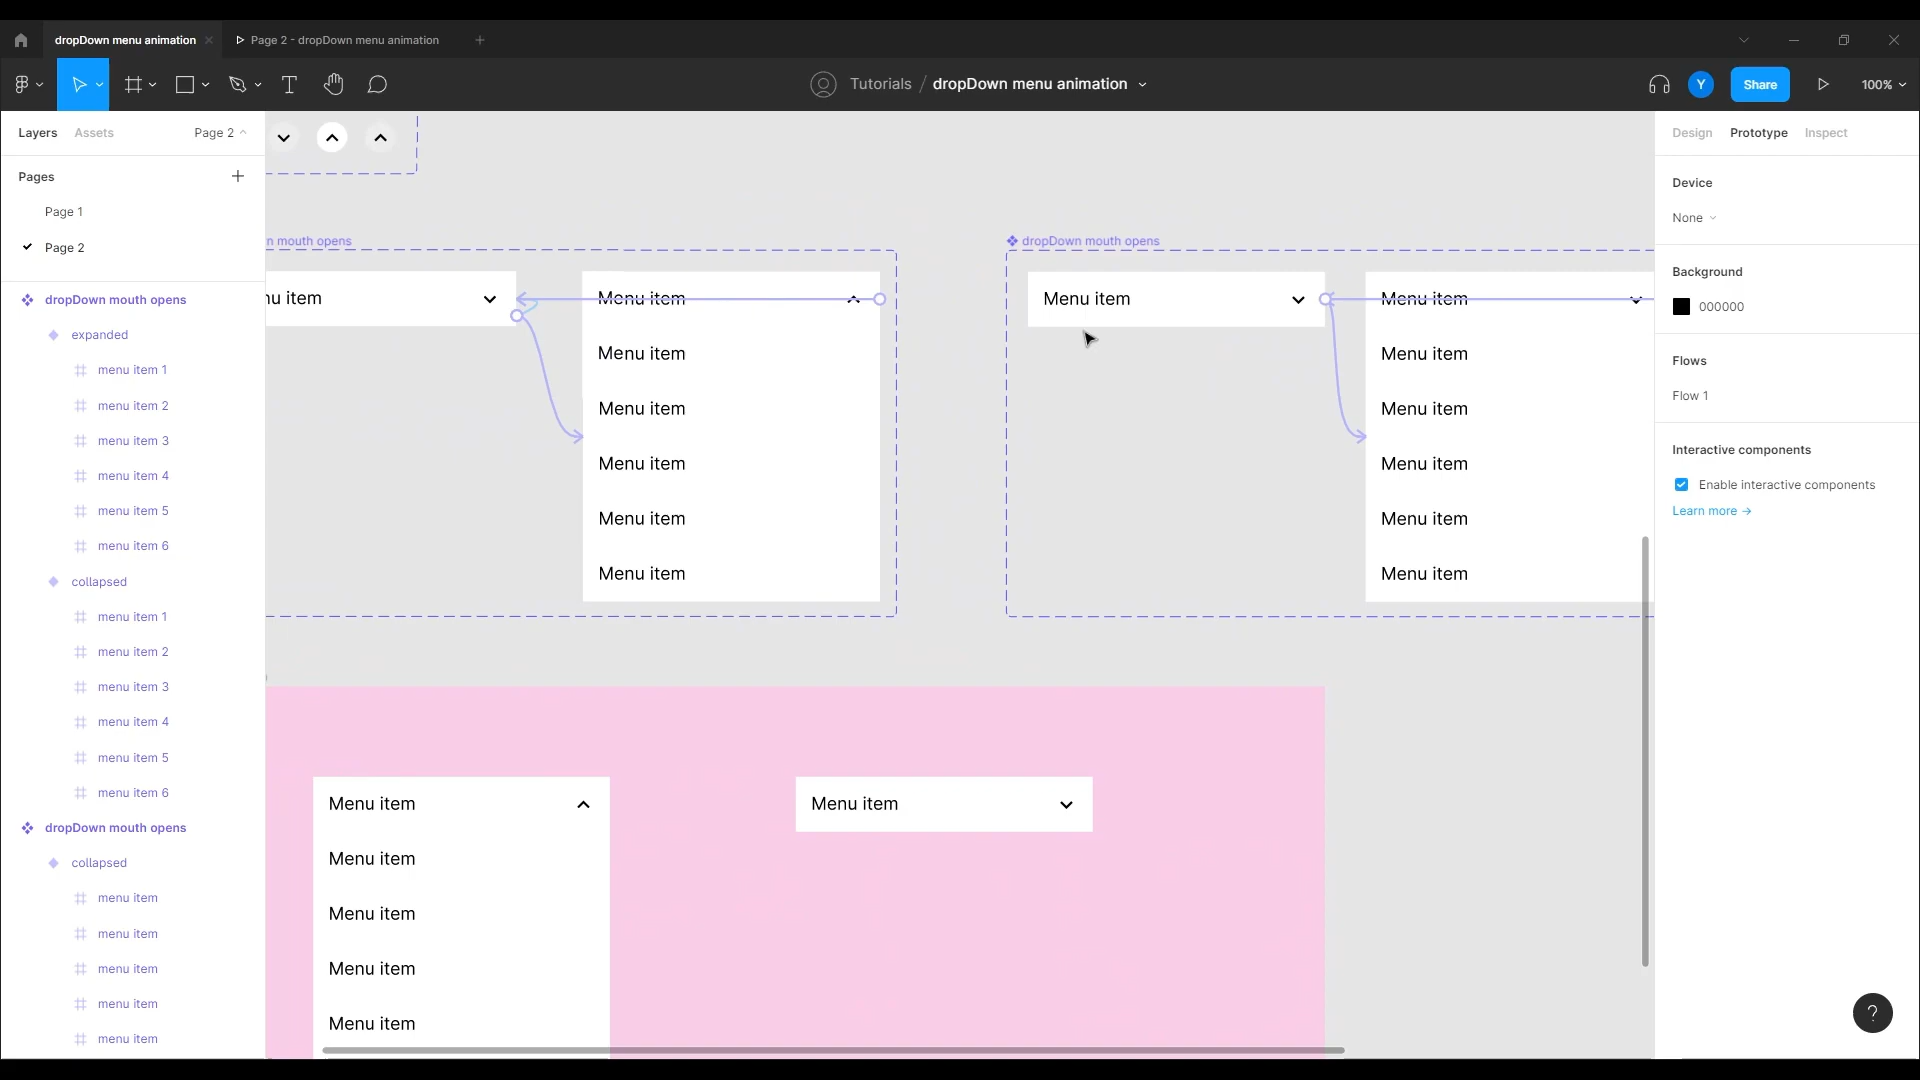 dropDown menu animation
Page 2 - dropDown menu animation
Tutorials / dropDown menu animation
Y
Share
100%
Layers
Assets
Page 2
Pages
Page 1
Page 2
dropDown mouth opens
expanded
menu item 1
menu item 2
menu item 3
menu item 4
menu item 5
menu item 6
collapsed
menu item 1
menu item 2
menu item 3
menu item 4
menu item 5
menu item 6
dropDown mouth opens
collapsed
menu item
menu item
menu item
menu item
menu item
n mouth opens
nu item
Menu item
Menu item
Menu item
Menu item
Menu item
Menu item
dropDown mouth opens
Menu item
Menu item
Menu item
Menu item
Menu item
Menu item
Menu item
Menu item
Menu item
Menu item
Menu item
Menu item
Menu item
Design
Prototype
Inspect
Device
None
Background
000000
Flows
Flow 1
Interactive components
Enable interactive components
Learn more →
?